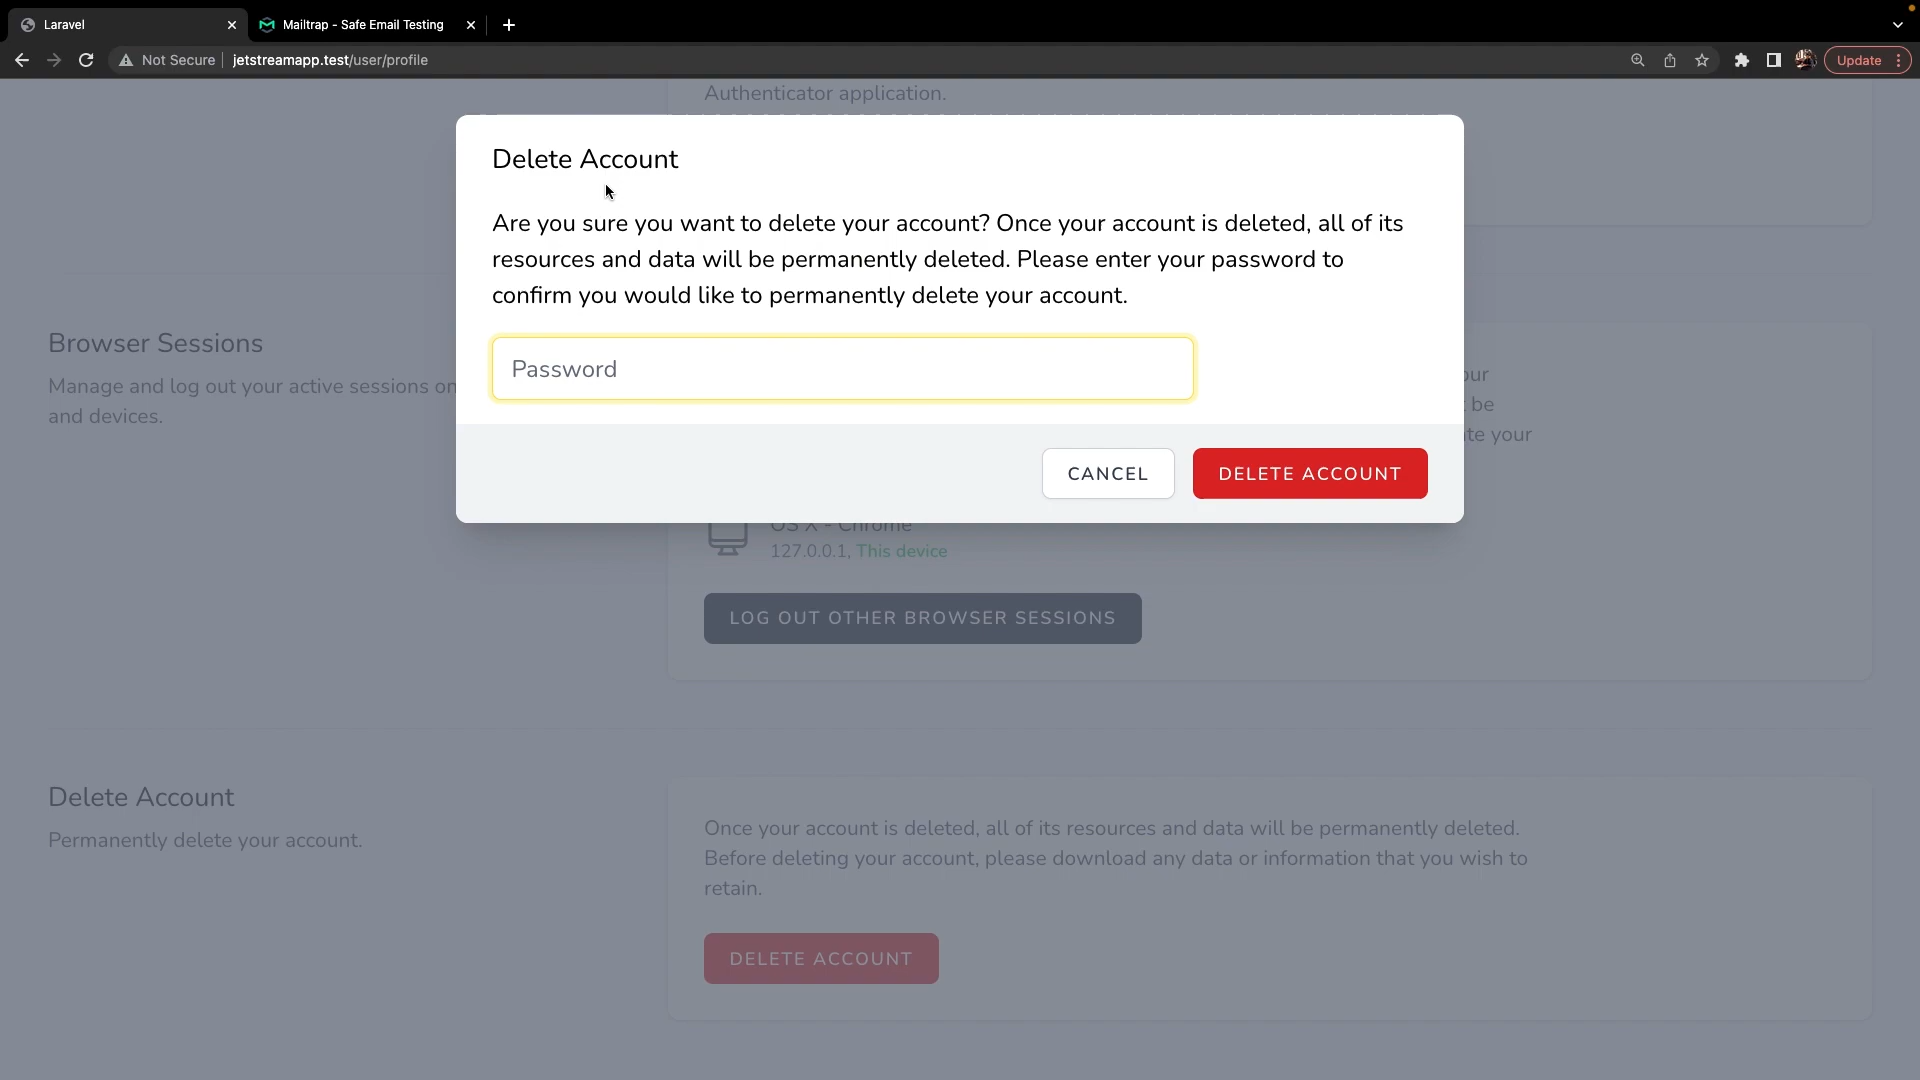 Laravel
Mailtrap - Safe Email Testing
Not Secure
jetstreamapp.test/user/profile
Update
Authenticator application.
Delete Account
Are you sure you want to delete your account? Once your account is deleted, all of its
resources and data will be permanently deleted. Please enter your password to
confirm you would like to permanently delete your account.
Password
CANCEL
DELETE ACCOUNT
Browser Sessions
Manage and log out your active sessions on
and devices.
be
your
OS X - Chrome
127.0.0.1, This device
LOG OUT OTHER BROWSER SESSIONS
Delete Account
Permanently delete your account.
Once your account is deleted, all of its resources and data will be permanently deleted.
Before deleting your account, please download any data or information that you wish to
retain.
DELETE ACCOUNT